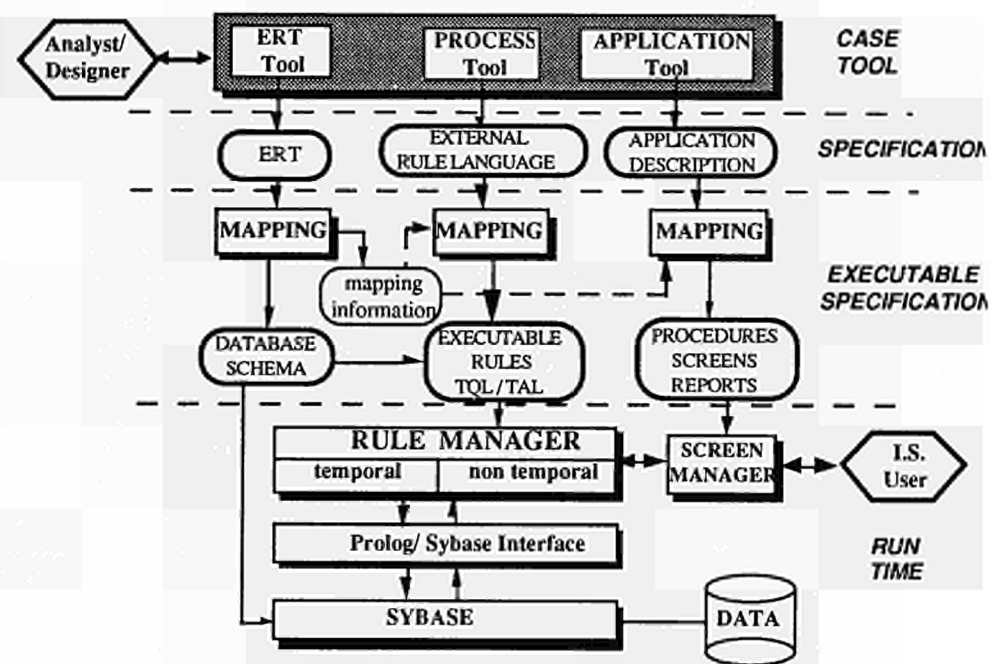 Analyst/
Designer
ERT
Tool
PROCESS
Tool
APPLICATION
Tool
CASE
TOOL
ERT
EXTERNAL
RULE LANGUAGE
APPLICATION
DESCRIPTION
SPECIFICATION
MAPPING
MAPPING
MAPPING
mapping
information
EXECUTABLE
SPECIFICATION
DATABASE
SCHEMA
EXECUTABLE
RULES
TQL / TAL
PROCEDURES
SCREENS
REPORTS
RULE MANAGER
temporal
non temporal
SCREEN
MANAGER
I.S.
User
Prolog/ Sybase Interface
RUN
TIME
SYBASE
DATA